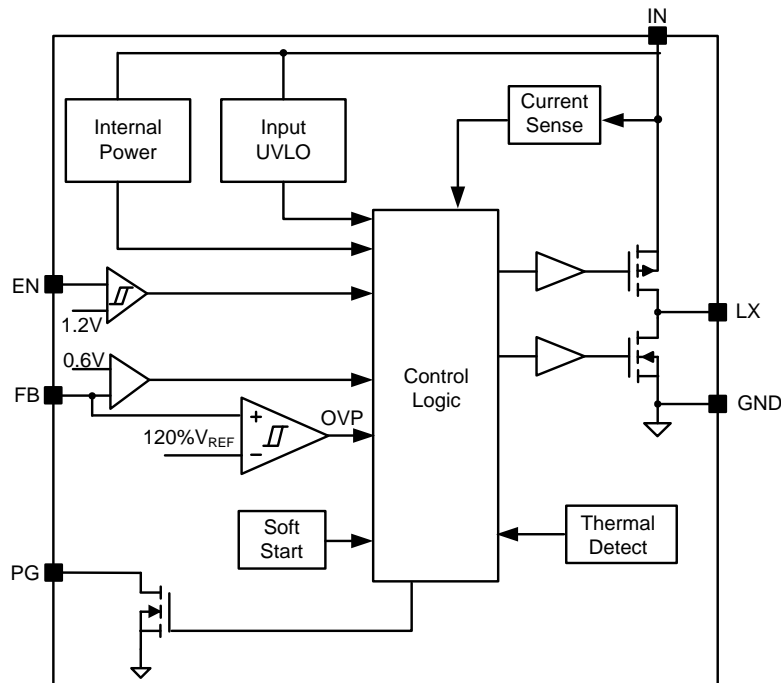 IN
Internal
Power
Input
UVLO
Current
Sense
EN
1.2V
LX
0.6V
FB
Control
Logic
GND
+
OVP
120%VREF
−
Soft
Start
Thermal
Detect
PG